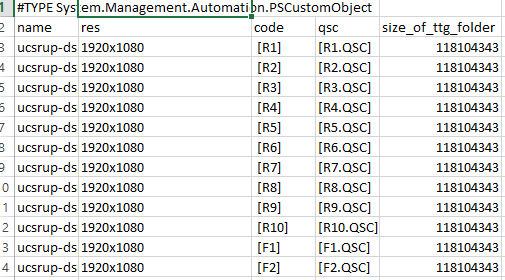 1 #TYPE System.Management.Automation.PSCustomObject
2 name res code qsc size_of_ttg_folder
3 ucsrup-ds 1920x1080 [R1] [R1.QSC] 118104343
4 ucsrup-ds 1920x1080 [R2] [R2.QSC] 118104343
5 ucsrup-ds 1920x1080 [R3] [R3.QSC] 118104343
6 ucsrup-ds 1920x1080 [R4] [R4.QSC] 118104343
7 ucsrup-ds 1920x1080 [R5] [R5.QSC] 118104343
8 ucsrup-ds 1920x1080 [R6] [R6.QSC] 118104343
9 ucsrup-ds 1920x1080 [R7] [R7.QSC] 118104343
0 ucsrup-ds 1920x1080 [R8] [R8.QSC] 118104343
1 ucsrup-ds 1920x1080 [R9] [R9.QSC] 118104343
2 ucsrup-ds 1920x1080 [R10] [R10.QSC] 118104343
3 ucsrup-ds 1920x1080 [F1] [F1.QSC] 118104343
4 ucsrup-ds 1920x1080 [F2] [F2.QSC] 118104343